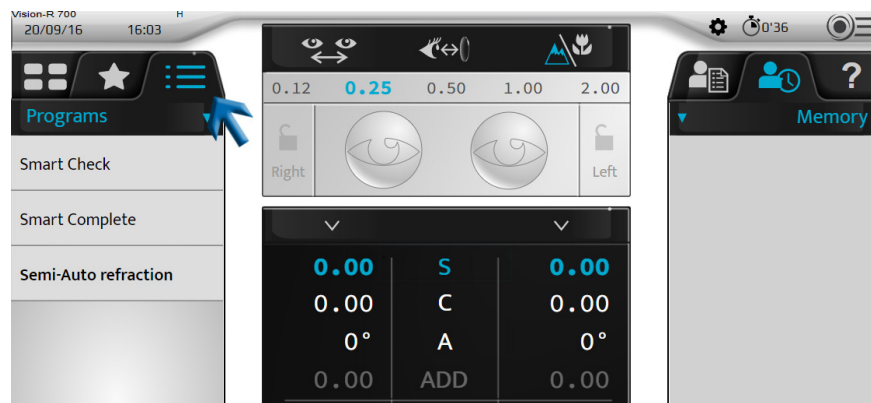 Vision-R 700 H
20/09/16 16:03 0'36
?
Programs Memory
0.12 0.25 0.50 1.00 2.00
Right Left
Smart Check
Smart Complete
Semi-Auto refraction
0.00 S 0.00
0.00 C 0.00
0° A 0°
0.00 ADD 0.00